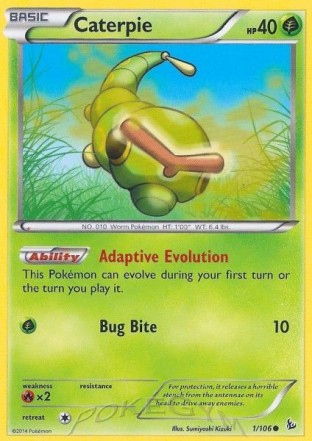 BASIC
Caterpie
HP40
NO. 010 Worm Pokémon HT: 1'00" WT: 6.4 lbs.
Ability Adaptive Evolution
This Pokémon can evolve during your first turn or
the turn you play it.
Bug Bite 10
weakness resistance
×2
retreat
For protection, it releases a horrible
stench from the antennae on its
head to drive away enemies.
Illus. Sumiyoshi Kizuki 1/106
©2014 Pokémon